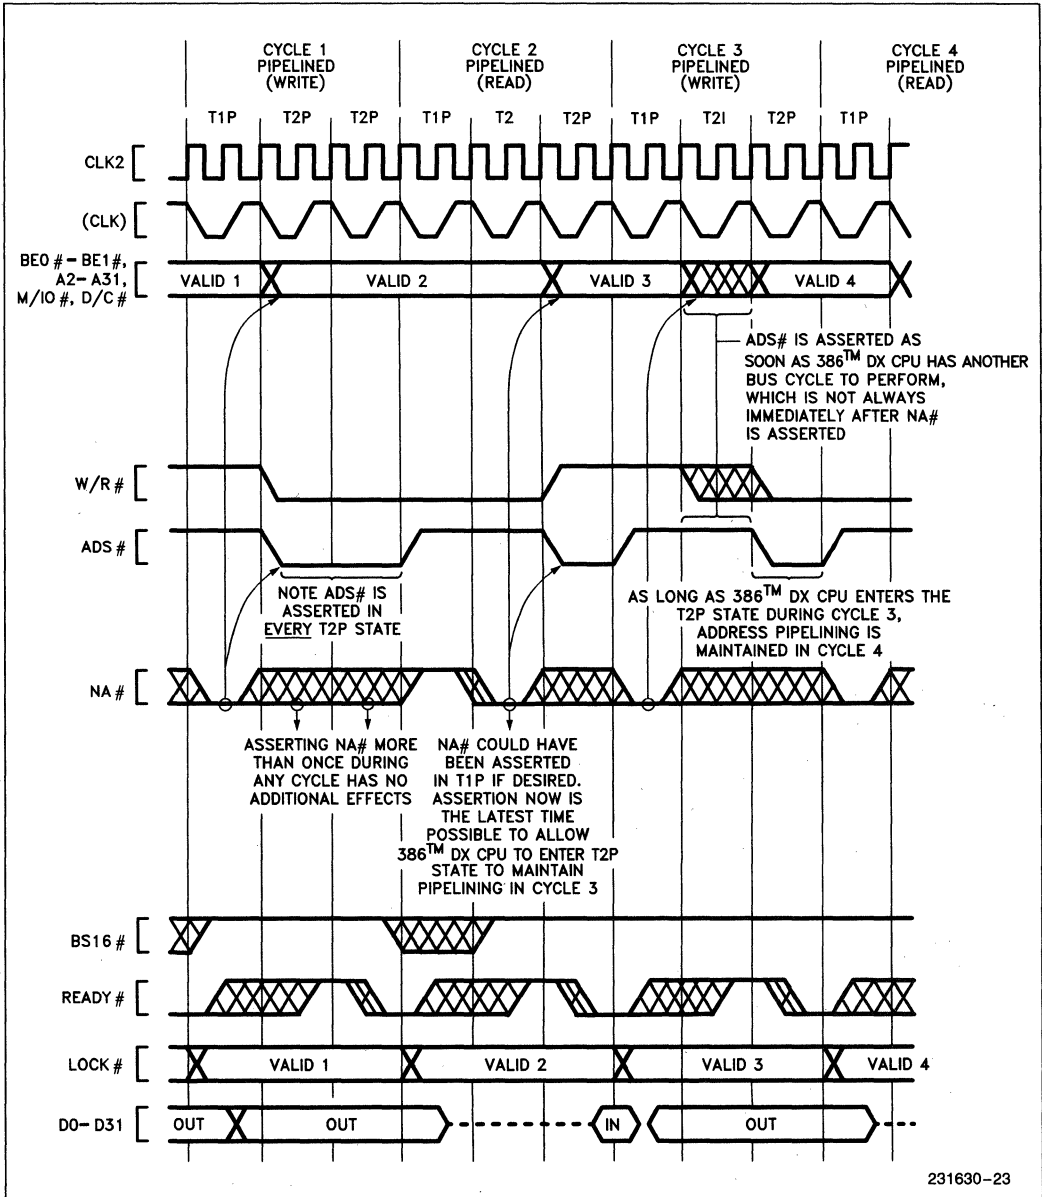 CYCLE 1
PIPELINED
(WRITE)
CYCLE 2
PIPELINED
(READ)
CYCLE 3
PIPELINED
(WRITE)
CYCLE 4
PIPELINED
(READ)
T1P T2P T2P T1P T2 T2P T1P T2I T2P T1P
CLK2
(CLK)
BE0 # - BE1#,
A2-A31,
M/IO #, D/C #
VALID 1 VALID 2 VALID 3 VALID 4
ADS# IS ASSERTED AS
SOON AS 386™ DX CPU HAS ANOTHER
BUS CYCLE TO PERFORM,
WHICH IS NOT ALWAYS
IMMEDIATELY AFTER NA#
IS ASSERTED
W/R #
ADS #
NOTE ADS# IS
ASSERTED IN
EVERY T2P STATE
AS LONG AS 386™ DX CPU ENTERS THE
T2P STATE DURING CYCLE 3,
ADDRESS PIPELINING IS
MAINTAINED IN CYCLE 4
NA#
ASSERTING NA# MORE
THAN ONCE DURING
ANY CYCLE HAS NO
ADDITIONAL EFFECTS
NA# COULD HAVE
BEEN ASSERTED
IN T1P IF DESIRED.
ASSERTION NOW IS
THE LATEST TIME
POSSIBLE TO ALLOW
386™ DX CPU TO ENTER T2P
STATE TO MAINTAIN
PIPELINING IN CYCLE 3
BS16 #
READY #
LOCK #
VALID 1 VALID 2 VALID 3 VALID 4
D0-D31
OUT OUT IN OUT
231630-23